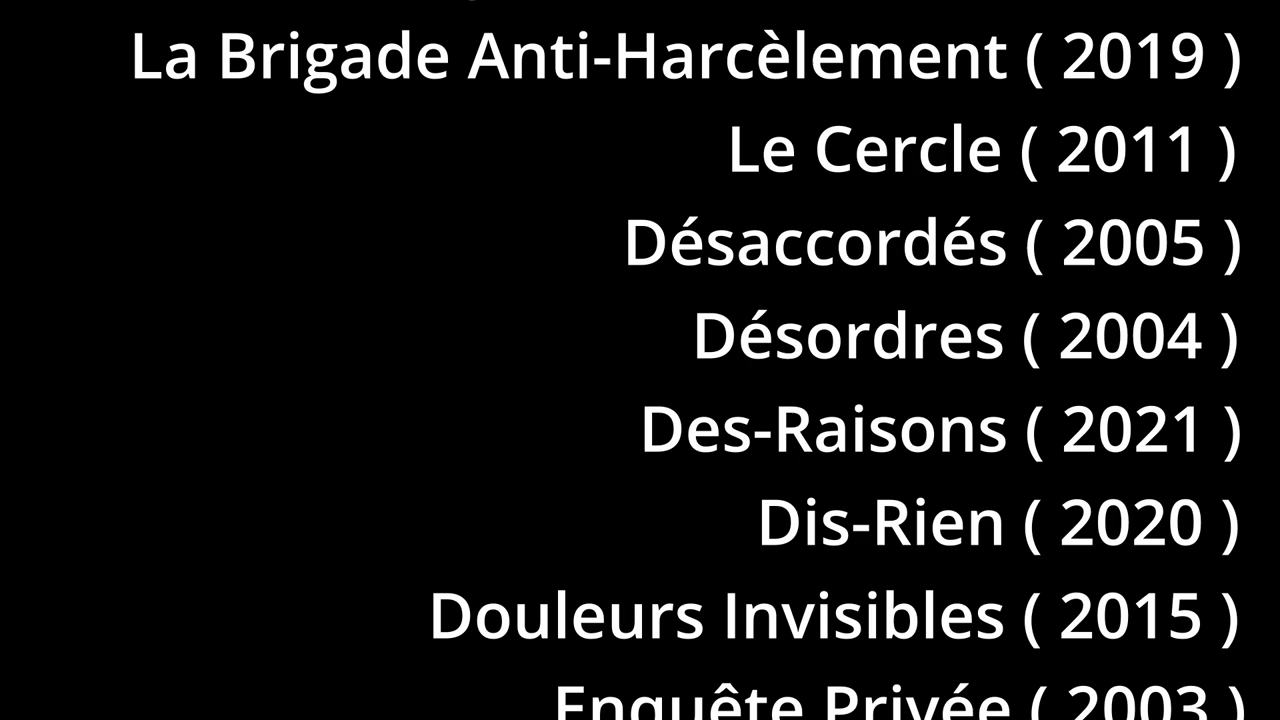 La Brigade Anti-Harcèlement ( 2019 )
Le Cercle ( 2011 )
Désaccordés ( 2005 )
Désordres ( 2004 )
Des-Raisons ( 2021 )
Dis-Rien ( 2020 )
Douleurs Invisibles ( 2015 )
Enquête Privée ( 2003 )